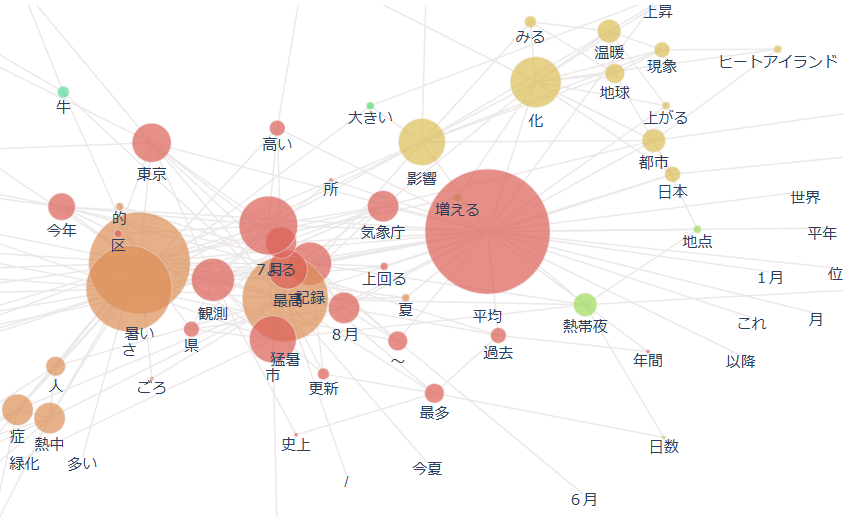 上昇
みる
温暖
ヒートアイランド
現象
地球
牛
大きい
上がる
化
高い
都市
東京
影響
所
日本
世界
増える
的
今年
気象庁
平年
区
地点
７月
上回る
１月
位
記録
最高
夏
観測
平均
月
これ
熱帯夜
暑い
８月
県
さ
過去
猛暑
～
年間
以降
市
人
ごろ
更新
最多
症
熱中
史上
日数
緑化
多い
今夏
/
６月